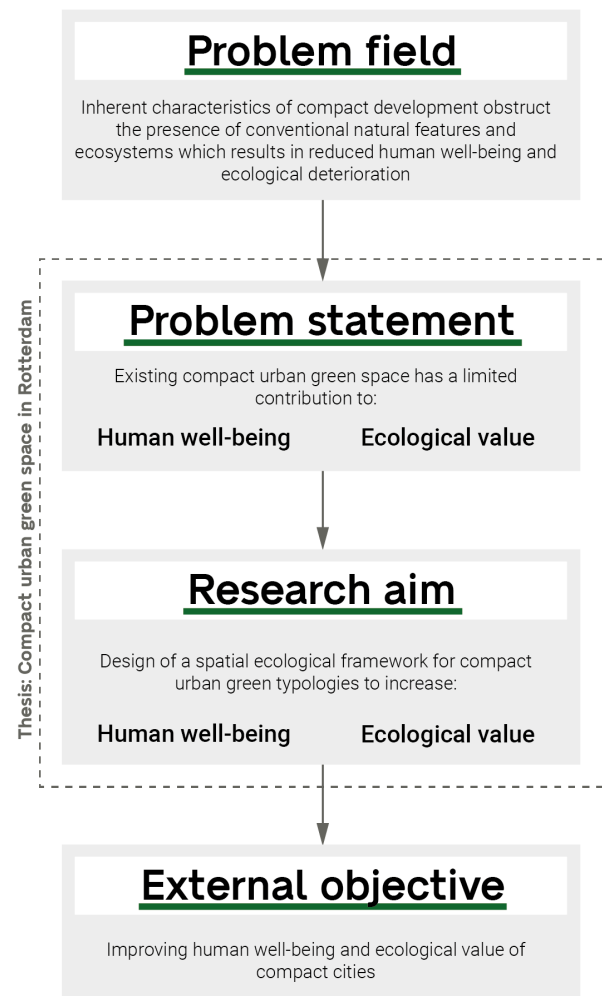 Problem field
Inherent characteristics of compact development obstruct
the presence of conventional natural features and
ecosystems which results in reduced human well-being and
ecological deterioration
Thesis: Compact urban green space in Rotterdam
Problem statement
Existing compact urban green space has a limited
contribution to:
Human well-being Ecological value
Research aim
Design of a spatial ecological framework for compact
urban green typologies to increase:
Human well-being Ecological value
External objective
Improving human well-being and ecological value of
compact cities